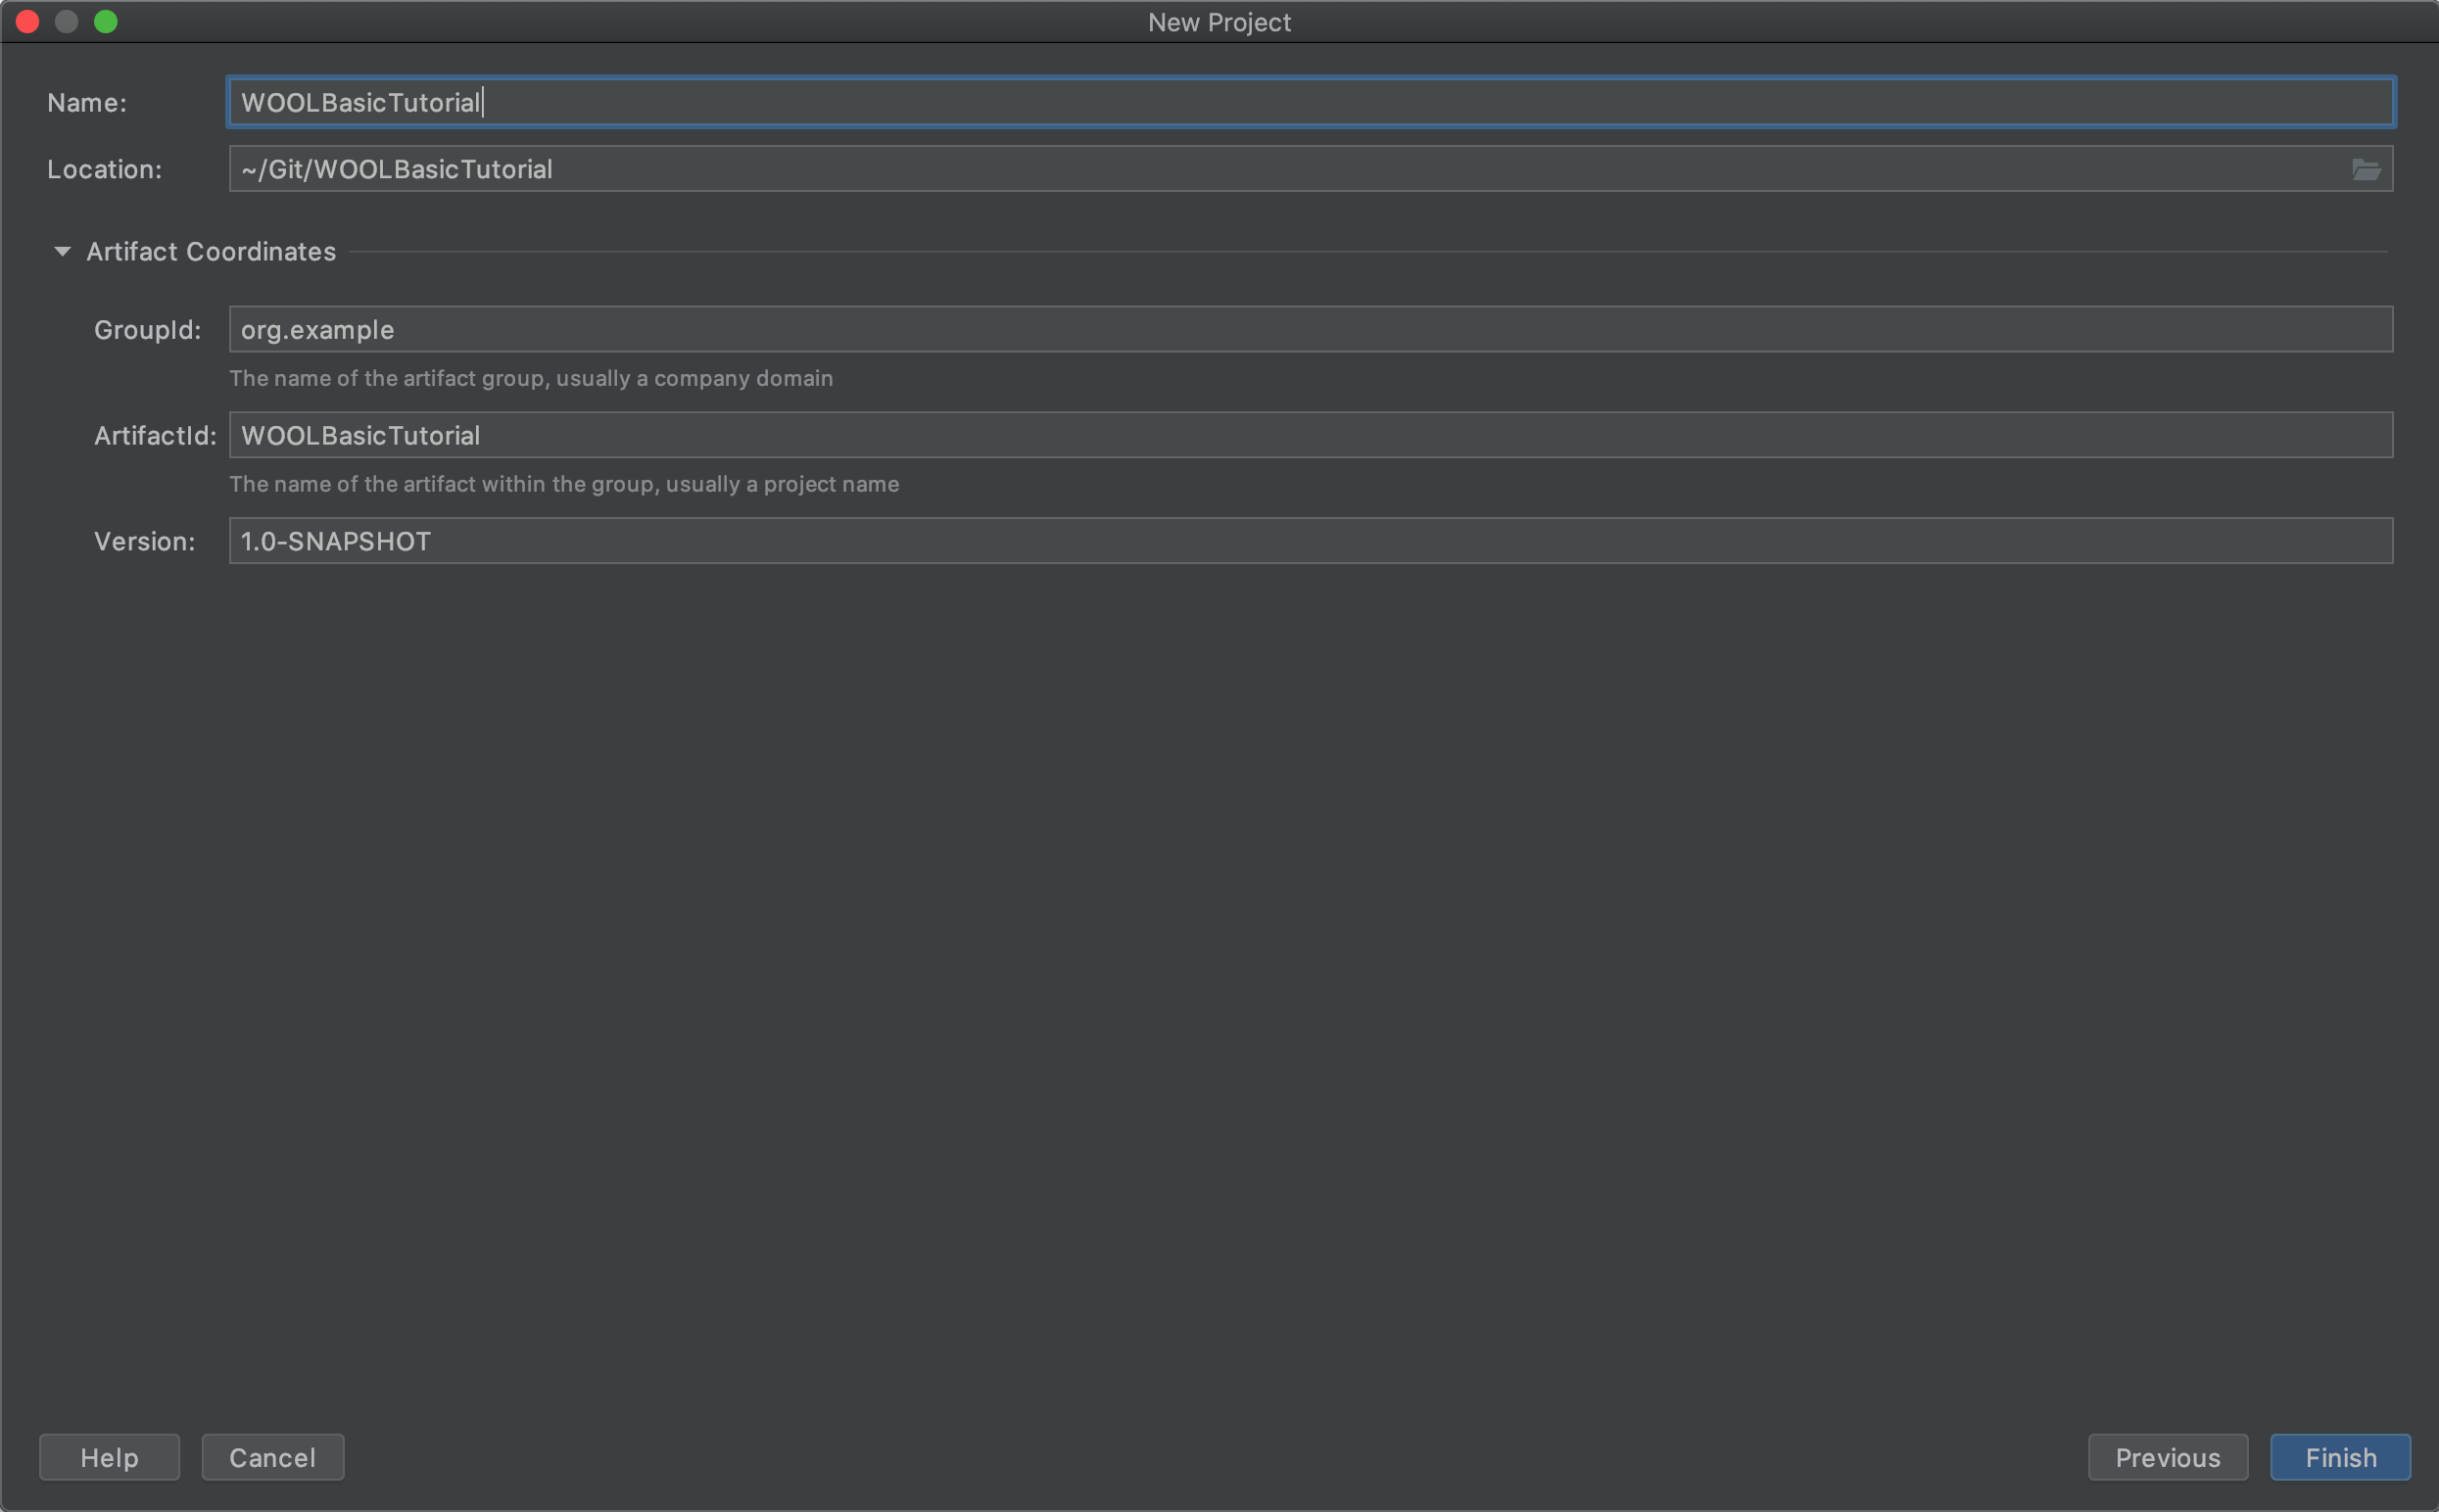 New Project
Name: WOOLBasicTutorial
Location: ~/Git/WOOLBasicTutorial
Artifact Coordinates
GroupId: org.example
The name of the artifact group, usually a company domain
ArtifactId: WOOLBasicTutorial
The name of the artifact within the group, usually a project name
Version: 1.0-SNAPSHOT
Help Cancel Previous Finish